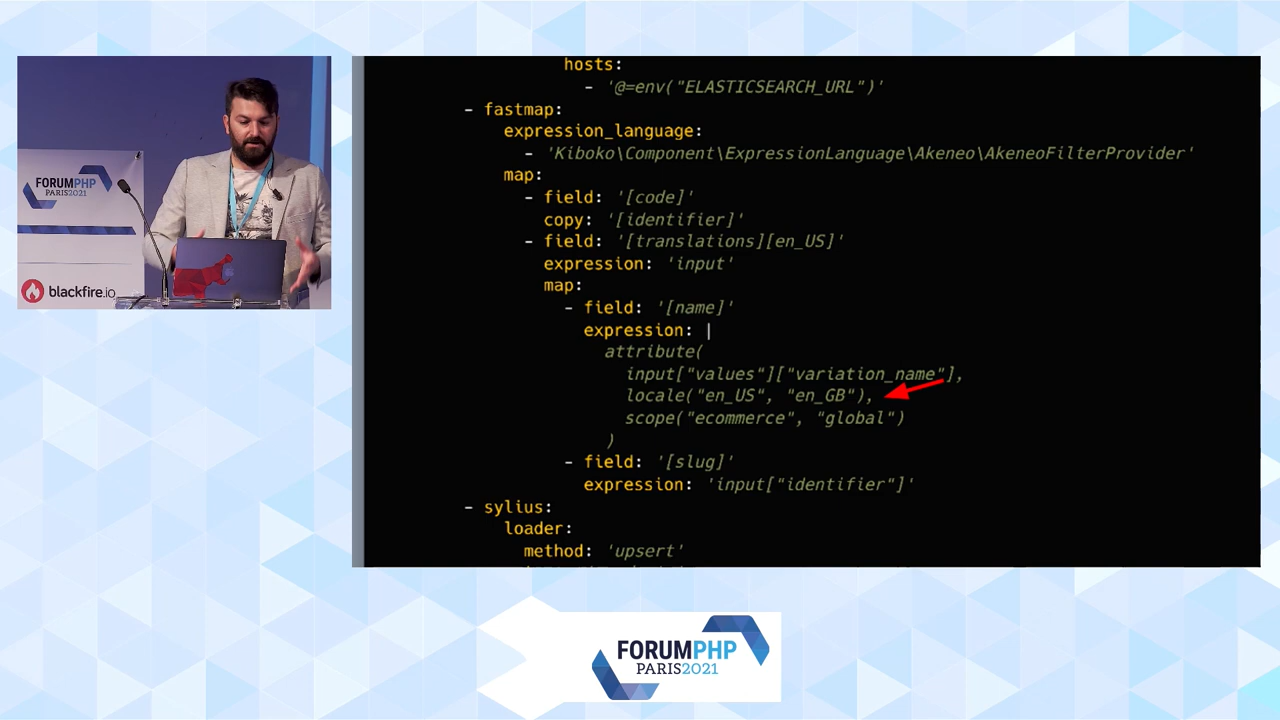 FORUMPHP
PARIS2021
blackfire.io
hosts:
- '@=env("ELASTICSEARCH_URL")'
- fastmap:
expression_language:
- 'Kiboko\Component\ExpressionLanguage\Akeneo\AkeneoFilterProvider'
map:
- field: '[code]'
copy: '[identifier]'
- field: '[translations][en_US]'
expression: 'input'
map:
- field: '[name]'
expression: |
attribute(
input["values"]["variation_name"],
locale("en_US", "en_GB"),
scope("ecommerce", "global")
)
- field: '[slug]'
expression: 'input["identifier"]'
- sylius:
loader:
method: 'upsert'
FORUMPHP
PARIS2021